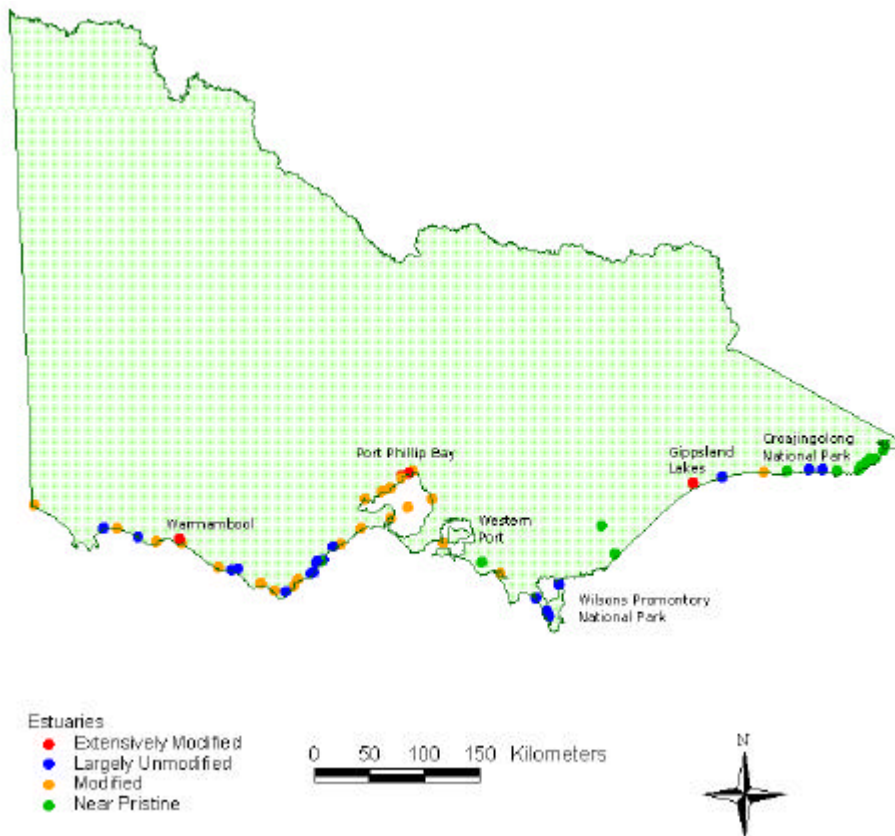 Port Phillip Bay
Gippsland
Lakes
Croajingolong
National Park
Warrnambool
Western
Port
Wilsons Promontory
National Park
Estuaries
Extensively Modified
Largely Unmodified
Modified
Near Pristine
0 50 100 150 Kilometers
N